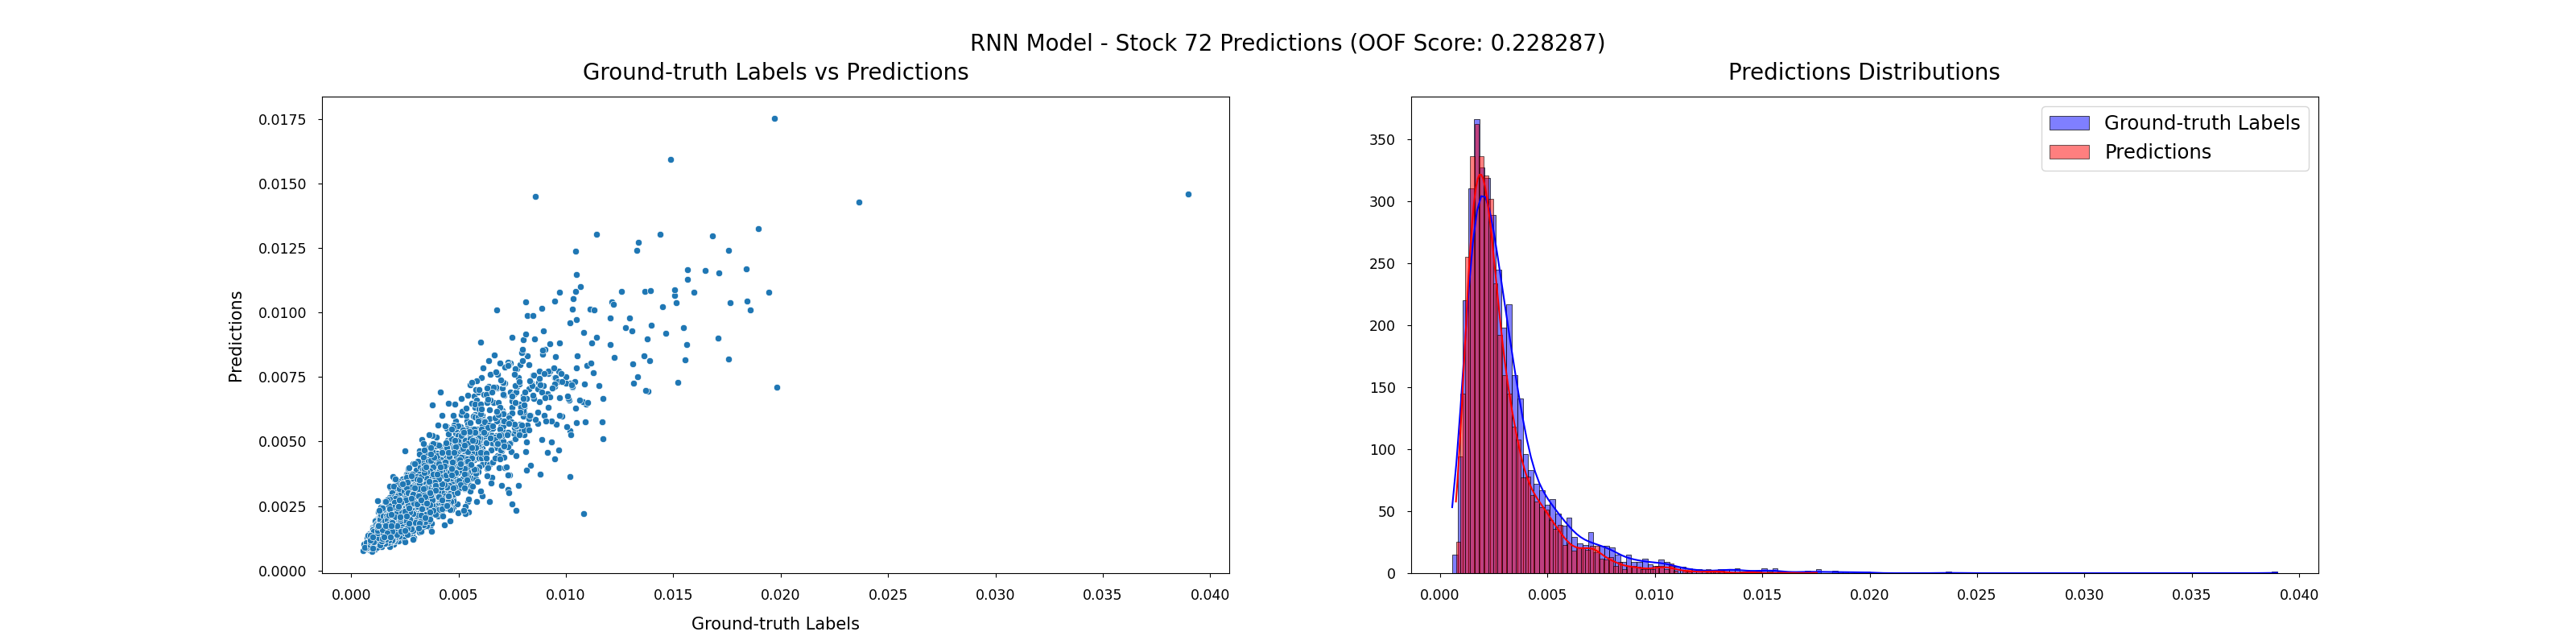 RNN Model - Stock 72 Predictions (OOF Score: 0.228287)
Ground-truth Labels vs Predictions
Predictions
0.0175
0.0150
0.0125
0.0100
0.0075
0.0050
0.0025
0.0000
0.000 0.005 0.010 0.015 0.020 0.025 0.030 0.035 0.040
Ground-truth Labels
Predictions Distributions
Ground-truth Labels
Predictions
350
300
250
200
150
100
50
0
0.000 0.005 0.010 0.015 0.020 0.025 0.030 0.035 0.040